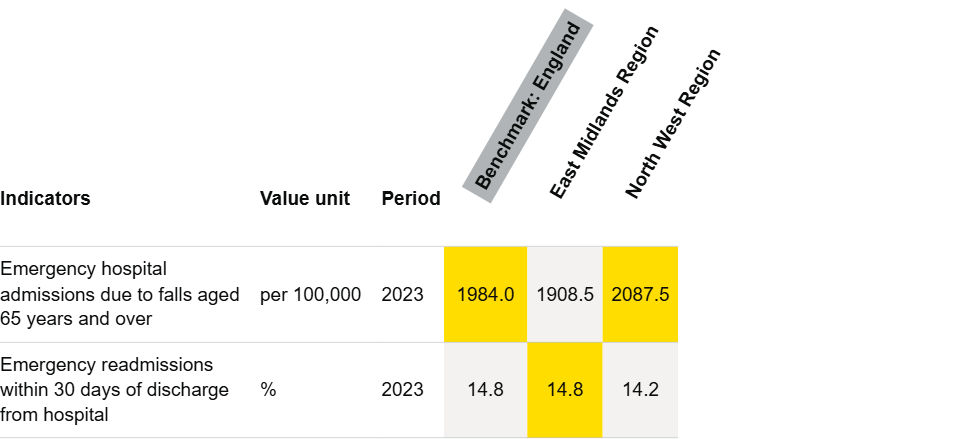 Benchmark: England
East Midlands Region
North West Region
Indicators Value unit Period
Emergency hospital
admissions due to falls aged per 100,000 2023 1984.0 1908.5 2087.5
65 years and over
Emergency readmissions
within 30 days of discharge % 2023 14.8 14.8 14.2
from hospital